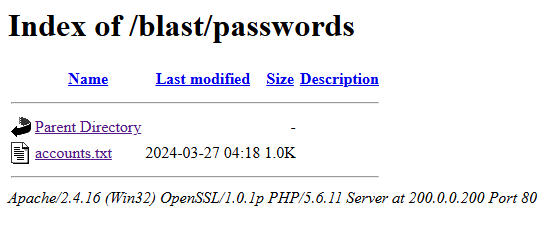 Index of /blast/passwords
Name Last modified Size Description
Parent Directory -
accounts.txt 2024-03-27 04:18 1.0K
Apache/2.4.16 (Win32) OpenSSL/1.0.1p PHP/5.6.11 Server at 200.0.0.200 Port 80